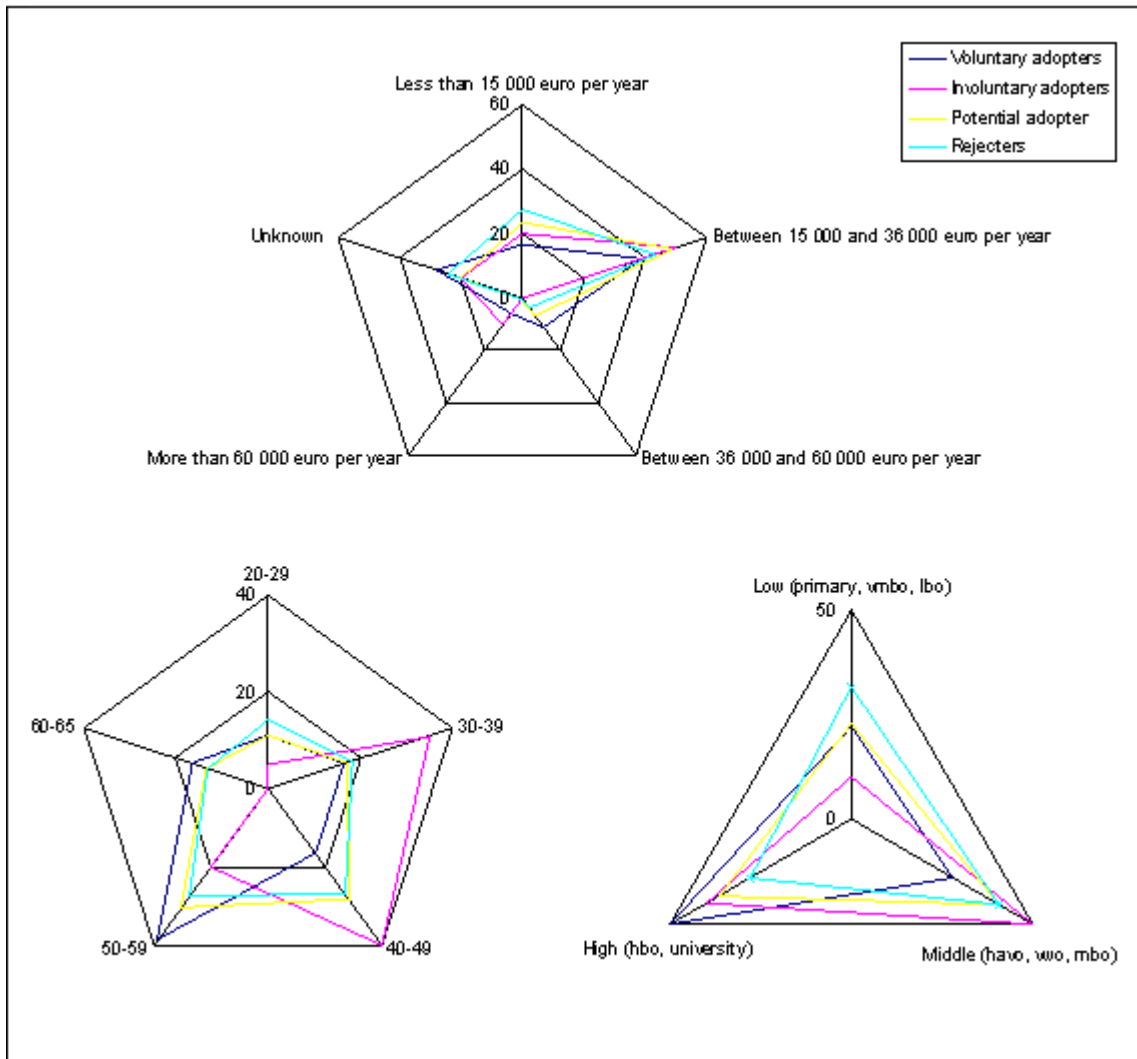 Voluntary adopters
Involuntary adopters
Potential adopter
Rejecters
Less than 15 000 euro per year
60
40
20
0
Unknown
Between 15 000 and 36 000 euro per year
More than 60 000 euro per year
Between 36 000 and 60 000 euro per year
20-29
40
20
0
60-65
30-39
50-59
40-49
Low (primary, vmbo, lbo)
50
0
High (hbo, university)
Middle (havo, vwo, mbo)